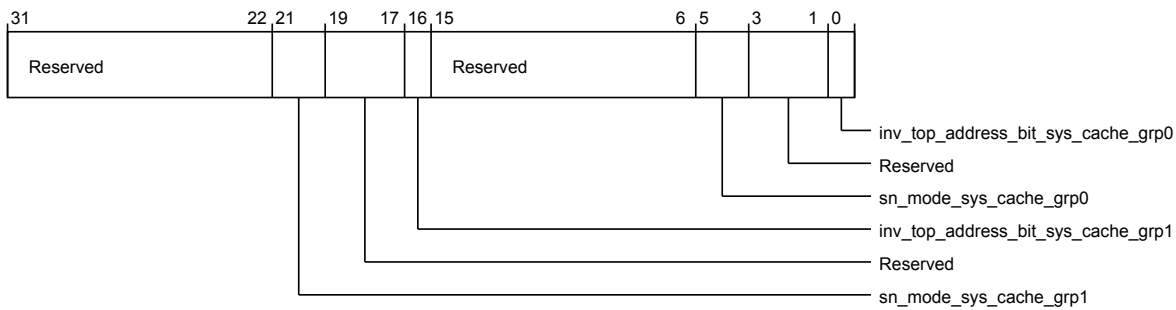 31 22 21 19 17 16 15 6 5 3 1 0
Reserved Reserved
inv_top_address_bit_sys_cache_grp0
Reserved
sn_mode_sys_cache_grp0
inv_top_address_bit_sys_cache_grp1
Reserved
sn_mode_sys_cache_grp1